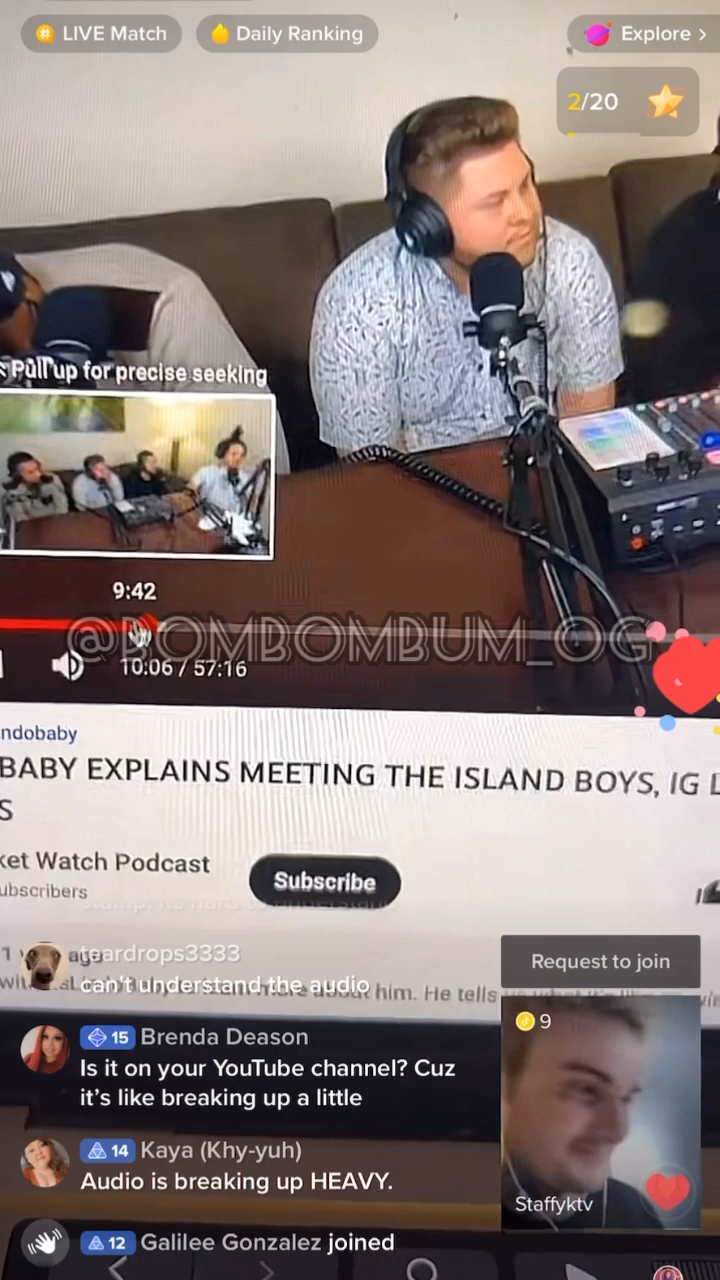 LIVE Match
Daily Ranking
Explore >
2/20
Pull up for precise seeking
9:42
@BOMBOMBUM_OG
10:06 / 57:16
ndobaby
BABY EXPLAINS MEETING THE ISLAND BOYS, IG
S
ket Watch Podcast
Subscribe
ubscribers
teardrops3333
can't understand the audio
him. He tells
Request to join
9
15 Brenda Deason
Is it on your YouTube channel? Cuz
it's like breaking up a little
14 Kaya (Khy-yuh)
Audio is breaking up HEAVY.
Staffyktv
12 Galilee Gonzalez joined